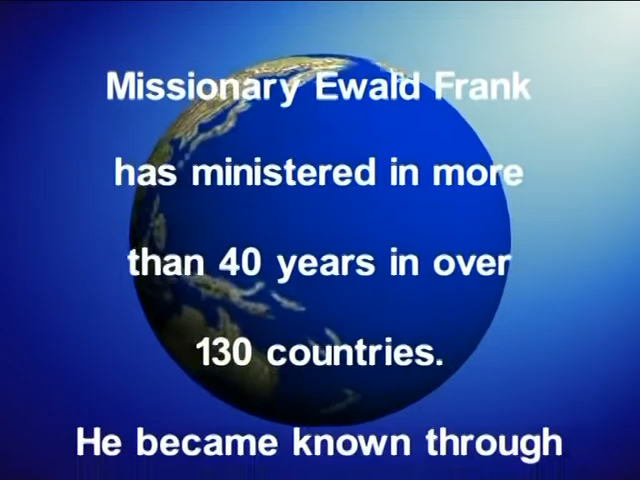 Missionary Ewald Frank
has ministered in more
than 40 years in over
130 countries.
He became known through